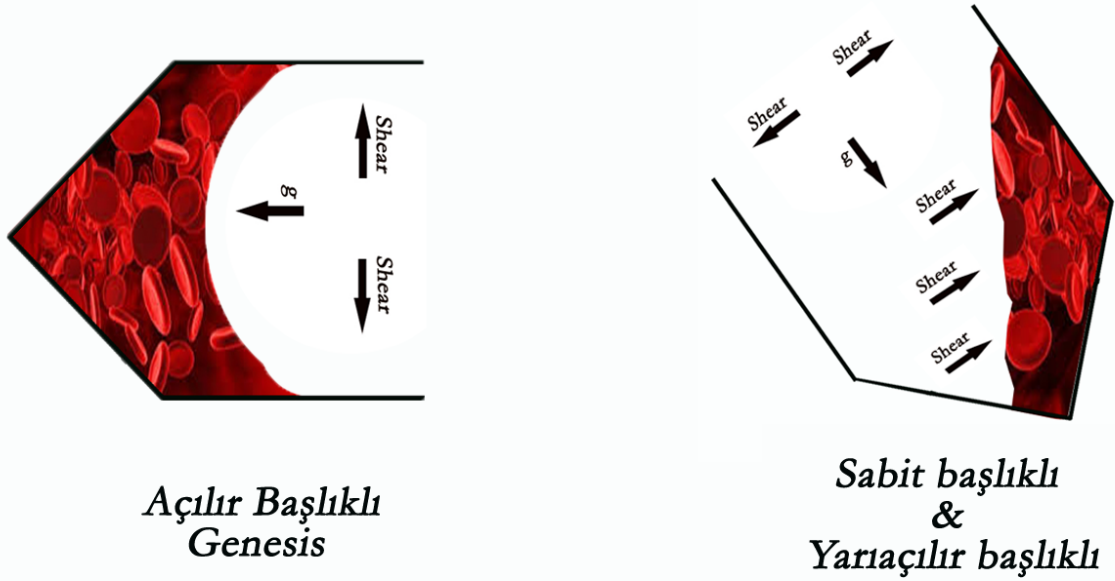 Shear
g
Shear
Shear
Shear
g
Shear
Shear
Shear
Açılır Başlıklı
Genesis
Sabit başlıklı
&
Yarıaçılır başlıklı